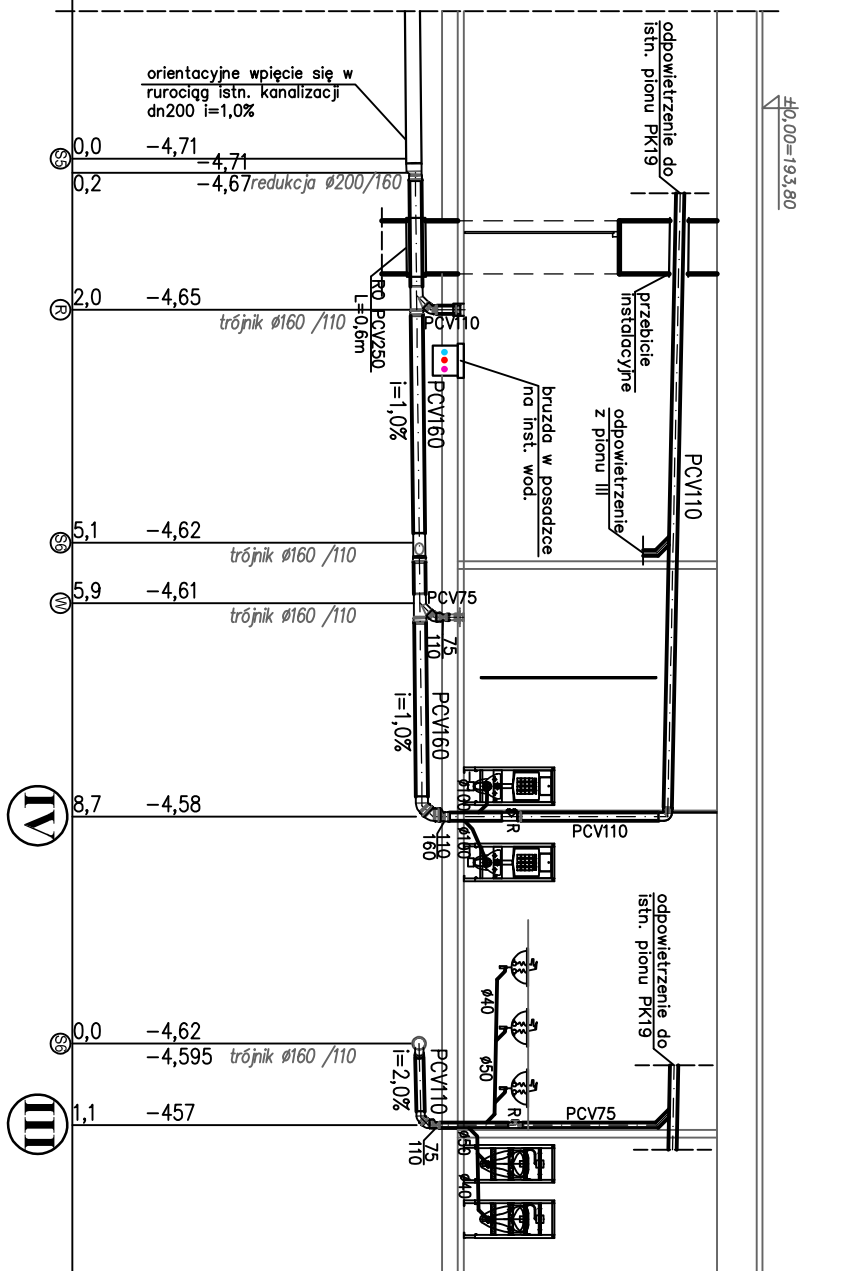 ±0,00=193,80
odpowietrzenie do
istn. pionu PK19
orientacyjne wpięcie się w
rurociąg istn. kanalizacji
dn200 i=1,0%
S5
0,0 -4,71
-4,71
0,2 -4,67 redukcja ø200/160
przebicie
instalacyjne
RO PCV250
L=0,6m
R
2,0 -4,65
trójnik ø160 /110
PCV110
bruzda w posadzce
na inst. wod.
PCV160
i=1,0%
odpowietrzenie
z pionu III
PCV110
S6
5,1 -4,62
trójnik ø160 /110
W
5,9 -4,61
trójnik ø160 /110
PCV75
75
110
PCV160
i=1,0%
IV
8,7 -4,58
110
160
ø100
ø100
R
PCV110
odpowietrzenie do
istn. pionu PK19
ø40
ø50
S6
0,0 -4,62
-4,595 trójnik ø160 /110
PCV110
i=2,0%
III
1,1 -457
75
110
R
PCV75
ø50
ø40